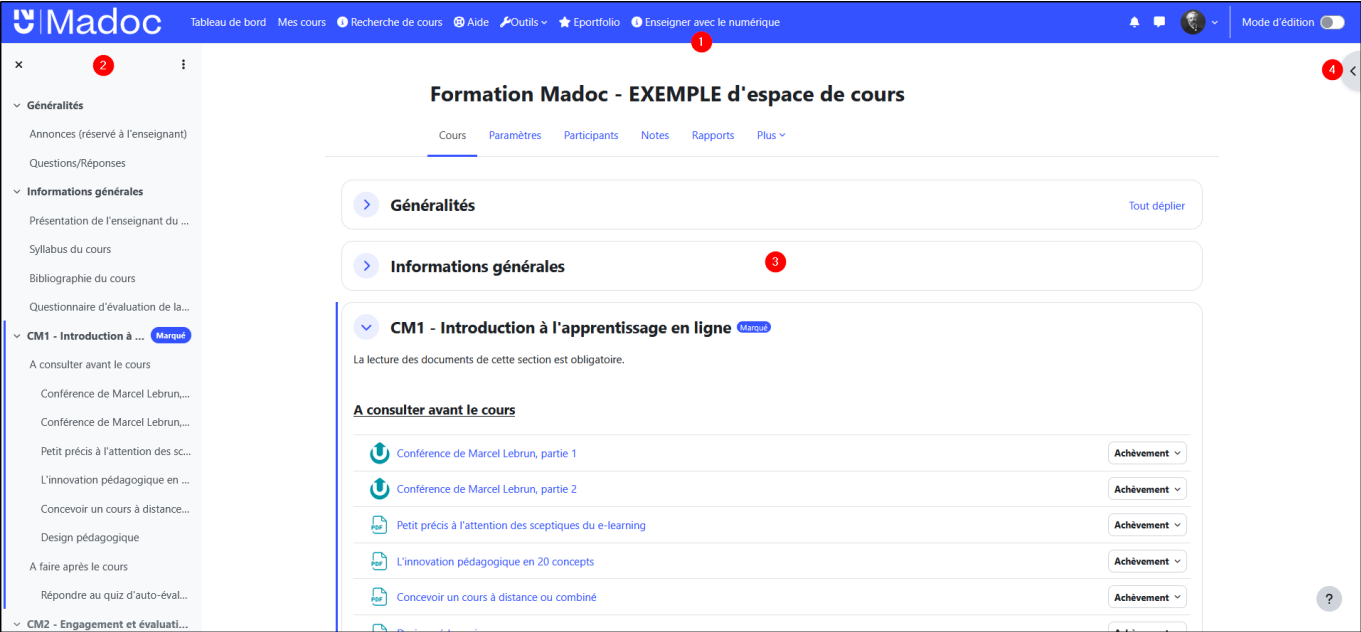 Madoc Tableau de bord Mes cours Recherche de cours Aide Outils Eportfolio Enseigner avec le numérique Mode d'édition
1
2
4
Généralités
Annonces (réservé à l'enseignant)
Questions/Réponses
Informations générales
Présentation de l'enseignant du ...
Syllabus du cours
Bibliographie du cours
Questionnaire d'évaluation de la...
CM1 - Introduction à ... Marqué
A consulter avant le cours
Conférence de Marcel Lebrun,...
Conférence de Marcel Lebrun,...
Petit précis à l'attention des sc...
L'innovation pédagogique en ...
Concevoir un cours à distance...
Design pédagogique
A faire après le cours
Répondre au quiz d'auto-éval...
CM2 - Engagement et évaluati...
Formation Madoc - EXEMPLE d'espace de cours
Cours Paramètres Participants Notes Rapports Plus
Généralités Tout déplier
Informations générales 3
CM1 - Introduction à l'apprentissage en ligne Marqué
La lecture des documents de cette section est obligatoire.
A consulter avant le cours
Conférence de Marcel Lebrun, partie 1 Achèvement
Conférence de Marcel Lebrun, partie 2 Achèvement
PDF Petit précis à l'attention des sceptiques du e-learning Achèvement
PDF L'innovation pédagogique en 20 concepts Achèvement
PDF Concevoir un cours à distance ou combiné Achèvement
?